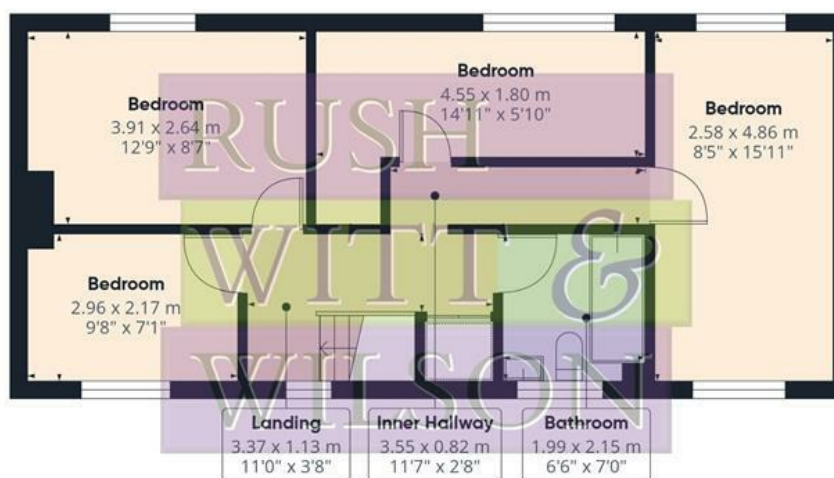 Bedroom
3.91 x 2.64 m
12'9" x 8'7"
Bedroom
4.55 x 1.80 m
14'11" x 5'10"
Bedroom
2.58 x 4.86 m
8'5" x 15'11"
Bedroom
2.96 x 2.17 m
9'8" x 7'1"
RUSH
WITT &
WILSON
Landing
3.37 x 1.13 m
11'0" x 3'8"
Inner Hallway
3.55 x 0.82 m
11'7" x 2'8"
Bathroom
1.99 x 2.15 m
6'6" x 7'0"